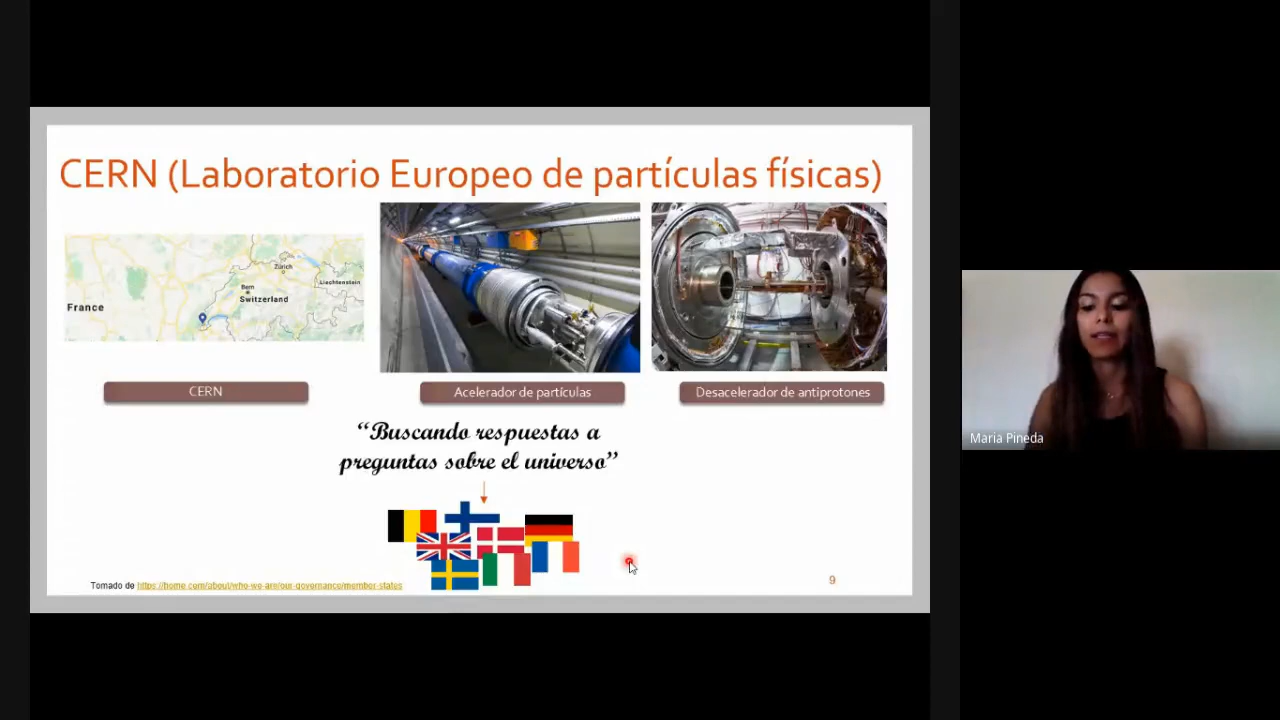 CERN (Laboratorio Europeo de partículas físicas)
Zürich
Bern
Liechtenstein
Switzerland
France
CERN
Acelerador de partículas
Desacelerador de antiprotones
“Buscando respuestas a
preguntas sobre el universo”
Tomado de https://home.cern/about/who-we-are/our-governance/member-states
9
Maria Pineda